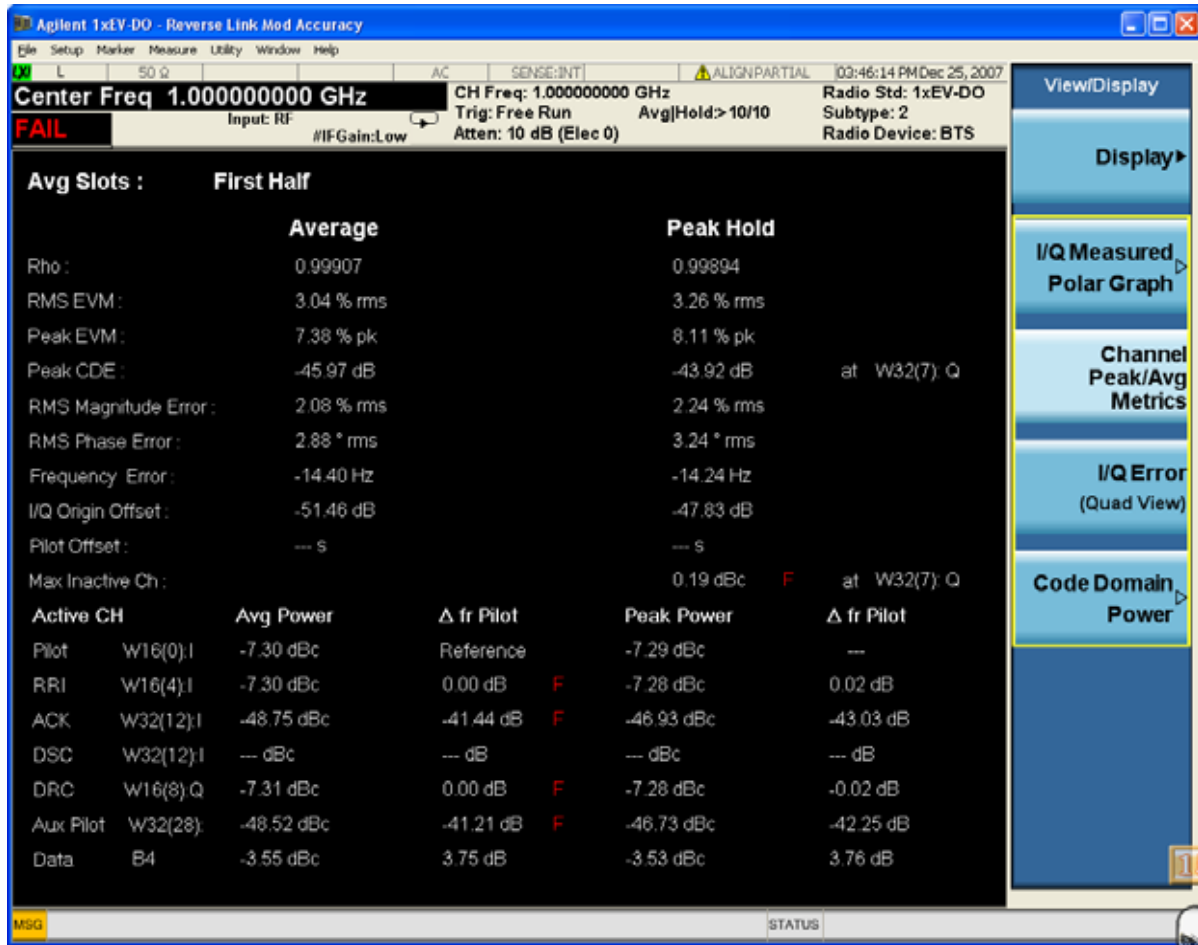 Agilent 1xEV-DO - Reverse Link Mod Accuracy
File Setup Marker Measure Utility Window Help
LXI L 50 Ω AC SENSE:INT ALIGN PARTIAL 03:46:14 PM Dec 25, 2007
Center Freq 1.000000000 GHz CH Freq: 1.000000000 GHz Radio Std: 1xEV-DO
Input: RF Trig: Free Run Avg|Hold:> 10/10 Subtype: 2
FAIL #IFGain:Low Atten: 10 dB (Elec 0) Radio Device: BTS
Avg Slots : First Half
Average Peak Hold
Rho : 0.99907 0.99894
RMS EVM : 3.04 % rms 3.26 % rms
Peak EVM : 7.38 % pk 8.11 % pk
Peak CDE : -45.97 dB -43.92 dB at W32(7): Q
RMS Magnitude Error : 2.08 % rms 2.24 % rms
RMS Phase Error : 2.88 ° rms 3.24 ° rms
Frequency Error : -14.40 Hz -14.24 Hz
I/Q Origin Offset : -51.46 dB -47.83 dB
Pilot Offset : --- S --- S
Max Inactive Ch : 0.19 dBc F at W32(7): Q
Active CH Avg Power Δ fr Pilot Peak Power Δ fr Pilot
Pilot W16(0):I -7.30 dBc Reference -7.29 dBc ---
RRI W16(4):I -7.30 dBc 0.00 dB F -7.28 dBc 0.02 dB
ACK W32(12):I -48.75 dBc -41.44 dB F -46.93 dBc -43.03 dB
DSC W32(12):I --- dBc --- dB --- dBc --- dB
DRC W16(8):Q -7.31 dBc 0.00 dB F -7.28 dBc -0.02 dB
Aux Pilot W32(28): -48.52 dBc -41.21 dB F -46.73 dBc -42.25 dB
Data B4 -3.55 dBc 3.75 dB -3.53 dBc 3.76 dB
View/Display
Display
I/Q Measured
Polar Graph
Channel
Peak/Avg
Metrics
I/Q Error
(Quad View)
Code Domain
Power
1
MSG STATUS